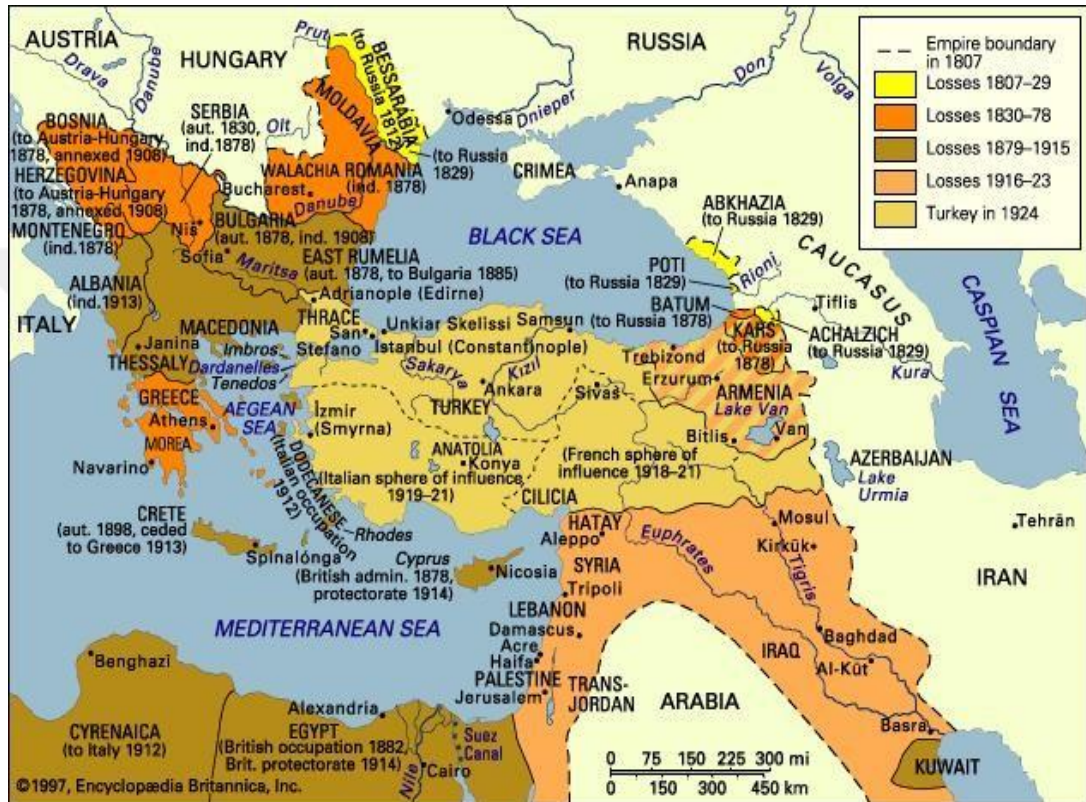 AUSTRIA
HUNGARY
RUSSIA
Drava
Danube
Prut
BESSARABIA
(to Russia 1812)
MOLDAVIA
Olt
Don
Volga
Dnieper
Odessa
(to Russia
1829)
CRIMEA
Anapa
SERBIA
(aut. 1830,
ind.1878)
BOSNIA
(to Austria-Hungary
1878, annexed 1908)
HERZEGOVINA
(to Austria-Hungary
1878, annexed 1908)
MONTENEGRO
(ind.1878)
WALACHIA
ROMANIA
(ind. 1878)
Bucharest
Danube
Niš
BULGARIA
(aut. 1878, ind. 1908)
Sofia
Maritsa
EAST RUMELIA
(aut. 1878, to Bulgaria 1885)
Adrianople (Edirne)
ALBANIA
(ind.1913)
ITALY
MACEDONIA
THRACE
San
Stefano
Unkiar Skelissi
Istanbul (Constantinople)
Samsun
Janina
THESSALY
Imbros
Dardanelles
Tenedos
GREECE
Athens
MOREA
Navarino
AEGEAN
SEA
BLACK SEA
ABKHAZIA
(to Russia 1829)
CAUCASUS
POTI
(to Russia 1829)
Rioni
BATUM
(to Russia 1878)
Tiflis
KARS
(to Russia
1878)
ACHALZICH
(to Russia 1829)
Kura
CASPIAN SEA
Trebizond
Erzurum
ARMENIA
Lake Van
Bitlis
Van
Sakarya
Kizil
Ankara
Sivas
TURKEY
İzmir
(Smyrna)
ANATOLIA
Konya
(Italian sphere of influence
1919–21)
(French sphere of
influence 1918–21)
CILICIA
AZERBAIJAN
Lake
Urmia
Tehrān
IRAN
DODECANESE
(Italian occupation
1912)
Rhodes
CRETE
(aut. 1898, ceded
to Greece 1913)
Spinalónga
Cyprus
(British admin. 1878,
protectorate 1914)
Nicosia
HATAY
Aleppo
SYRIA
Tripoli
LEBANON
Damascus
Acre
Haifa
PALESTINE
Jerusalem
TRANS-
JORDAN
Euphrates
Mosul
Kirkūk
Tigris
Baghdad
IRAQ
Al-Kūt
Basra
KUWAIT
ARABIA
MEDITERRANEAN SEA
Benghazi
CYRENAICA
(to Italy 1912)
Alexandria
EGYPT
(British occupation 1882,
Brit. protectorate 1914)
Nile
Cairo
Suez
Canal
0 75 150 225 300 mi
0 150 300 450 km
©1997, Encyclopædia Britannica, Inc.
Empire boundary
in 1807
Losses 1807–29
Losses 1830–78
Losses 1879–1915
Losses 1916–23
Turkey in 1924